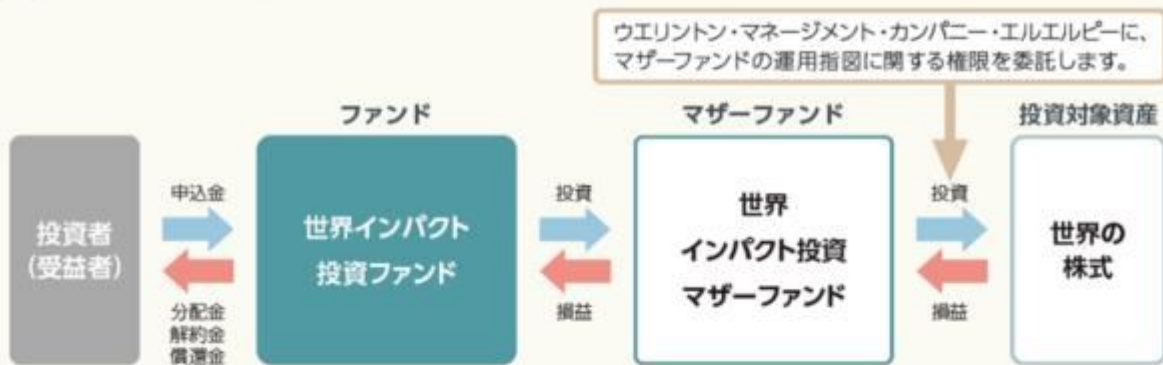 ウエリントン・マネージメント・カンパニー・エルエルピーに、
マザーファンドの運用指図に関する権限を委託します。
ファンド
マザーファンド
投資対象資産
投資者
(受益者)
申込金
分配金
解約金
償還金
世界インパクト
投資ファンド
投資
損益
世界
インパクト投資
マザーファンド
投資
損益
世界の
株式